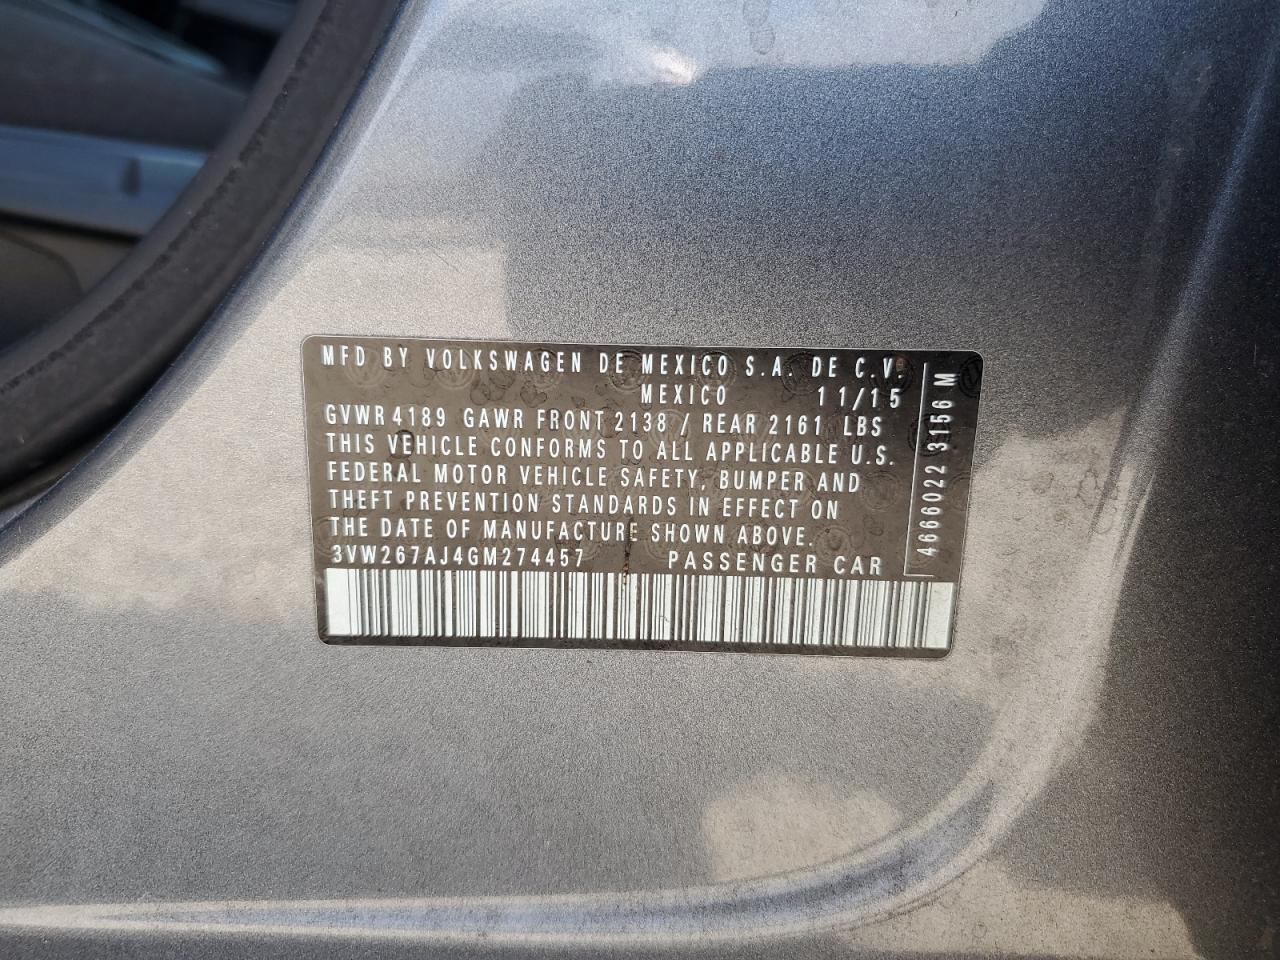 MFD BY VOLKSWAGEN DE MEXICO S.A. DE C.V.
MEXICO 11/15
GVWR 4189 GAWR FRONT 2138 / REAR 2161 LBS
THIS VEHICLE CONFORMS TO ALL APPLICABLE U.S.
FEDERAL MOTOR VEHICLE SAFETY, BUMPER AND
THEFT PREVENTION STANDARDS IN EFFECT ON
THE DATE OF MANUFACTURE SHOWN ABOVE.
3VW267AJ4GM274457 PASSENGER CAR
4666022 3156 M